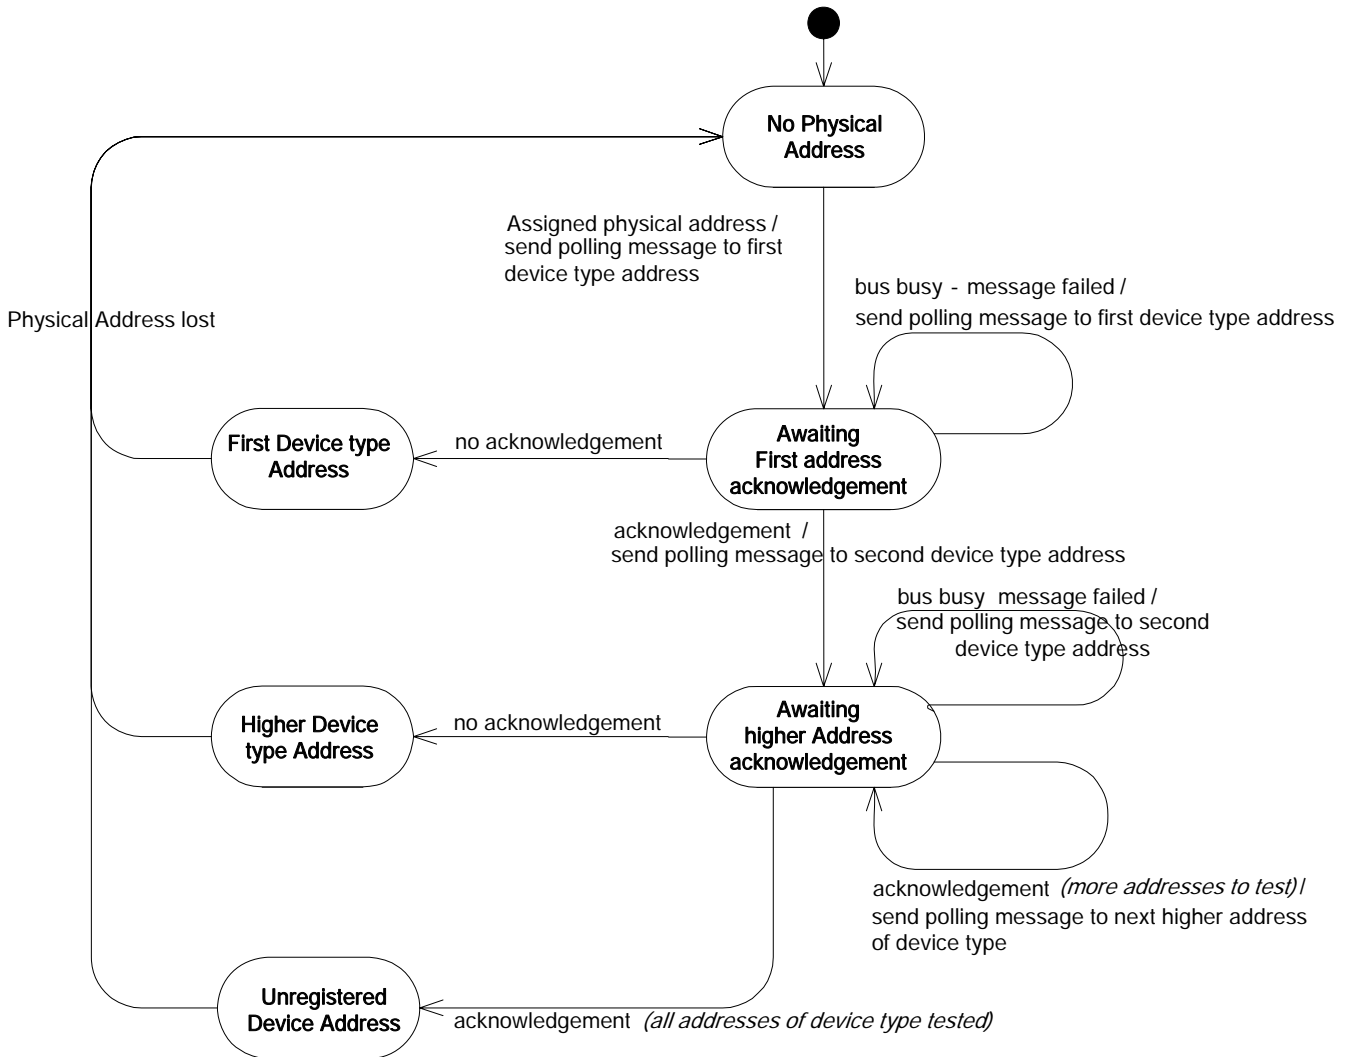 No Physical
Address
Assigned physical address /
send polling message to first
device type address
bus busy - message failed /
send polling message to first device type address
Physical Address lost
First Device type
Address
no acknowledgement
Awaiting
First address
acknowledgement
acknowledgement /
send polling message to second device type address
bus busy message failed /
send polling message to second
device type address
Higher Device
type Address
no acknowledgement
Awaiting
higher Address
acknowledgement
acknowledgement (more addresses to test)/
send polling message to next higher address
of device type
Unregistered
Device Address
acknowledgement (all addresses of device type tested)